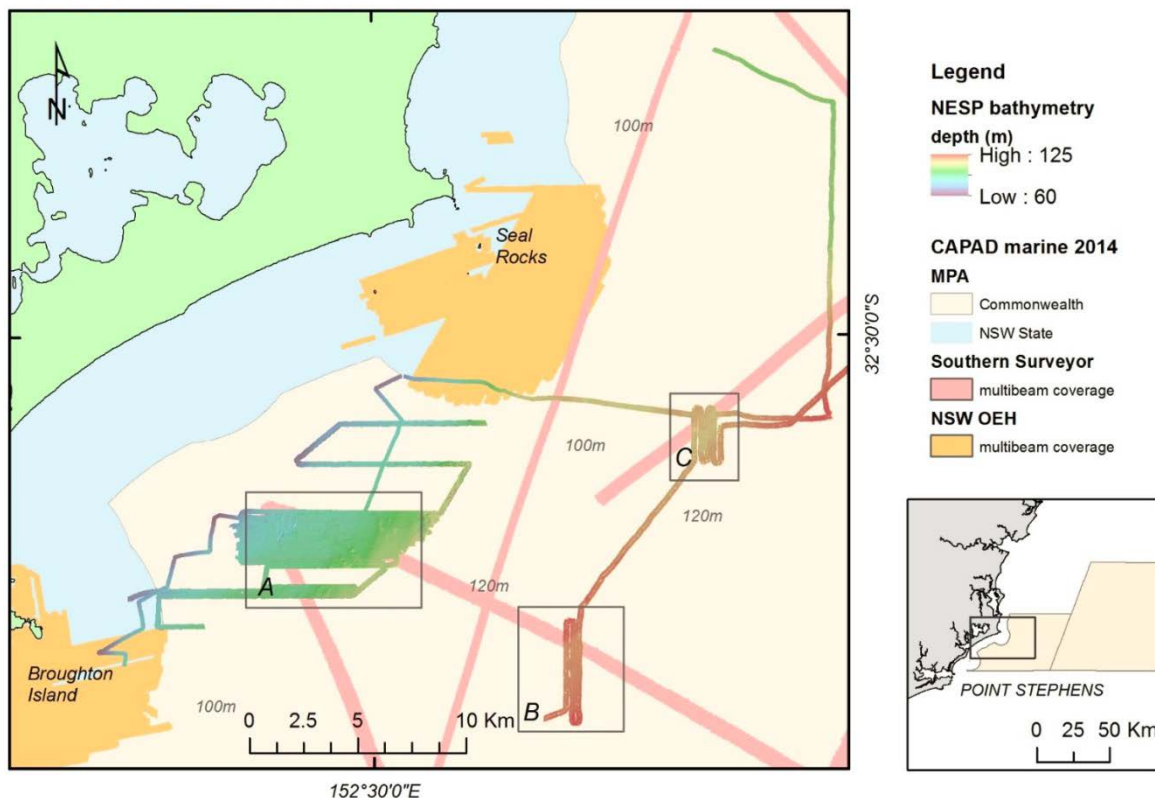 N
100m
Seal
Rocks
32°30'0"S
100m
C
120m
A
120m
Broughton
Island
100m
B
0 2.5 5 10 Km
152°30'0"E
Legend
NESP bathymetry
depth (m)
High : 125
Low : 60
CAPAD marine 2014
MPA
Commonwealth
NSW State
Southern Surveyor
multibeam coverage
NSW OEH
multibeam coverage
POINT STEPHENS
0 25 50 Km